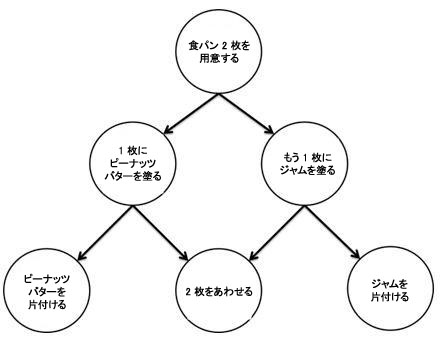 食パン 2 枚を
用意する
1 枚に
ピーナッツ
バターを塗る
もう 1 枚に
ジャムを塗る
ピーナッツ
バターを
片付ける
2 枚をあわせる
ジャムを
片付ける